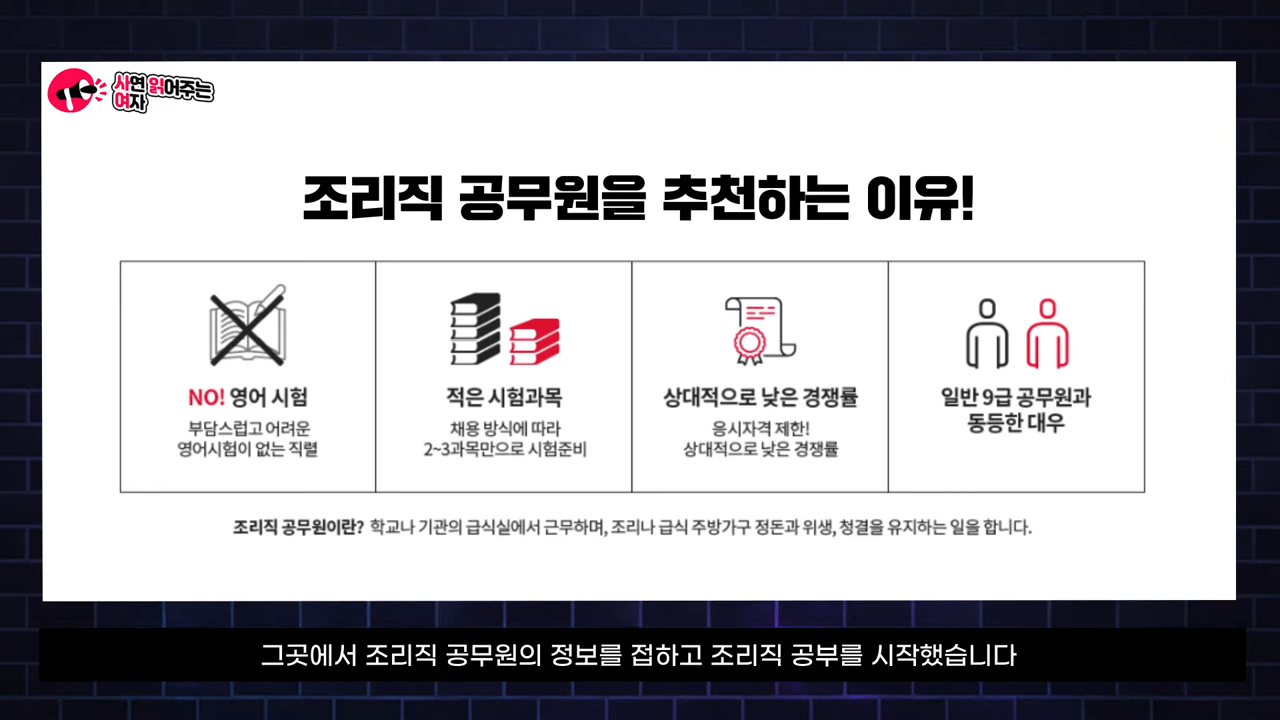 사연 읽어주는
여자
조리직 공무원을 추천하는 이유!
NO! 영어 시험
부담스럽고 어려운
영어시험이 없는 직렬
적은 시험과목
채용 방식에 따라
2~3과목만으로 시험준비
상대적으로 낮은 경쟁률
응시자격 제한!
상대적으로 낮은 경쟁률
일반 9급 공무원과
동등한 대우
조리직 공무원이란? 학교나 기관의 급식실에서 근무하며, 조리나 급식 주방가구 정돈과 위생, 청결을 유지하는 일을 합니다.
그곳에서 조리직 공무원의 정보를 접하고 조리직 공부를 시작했습니다